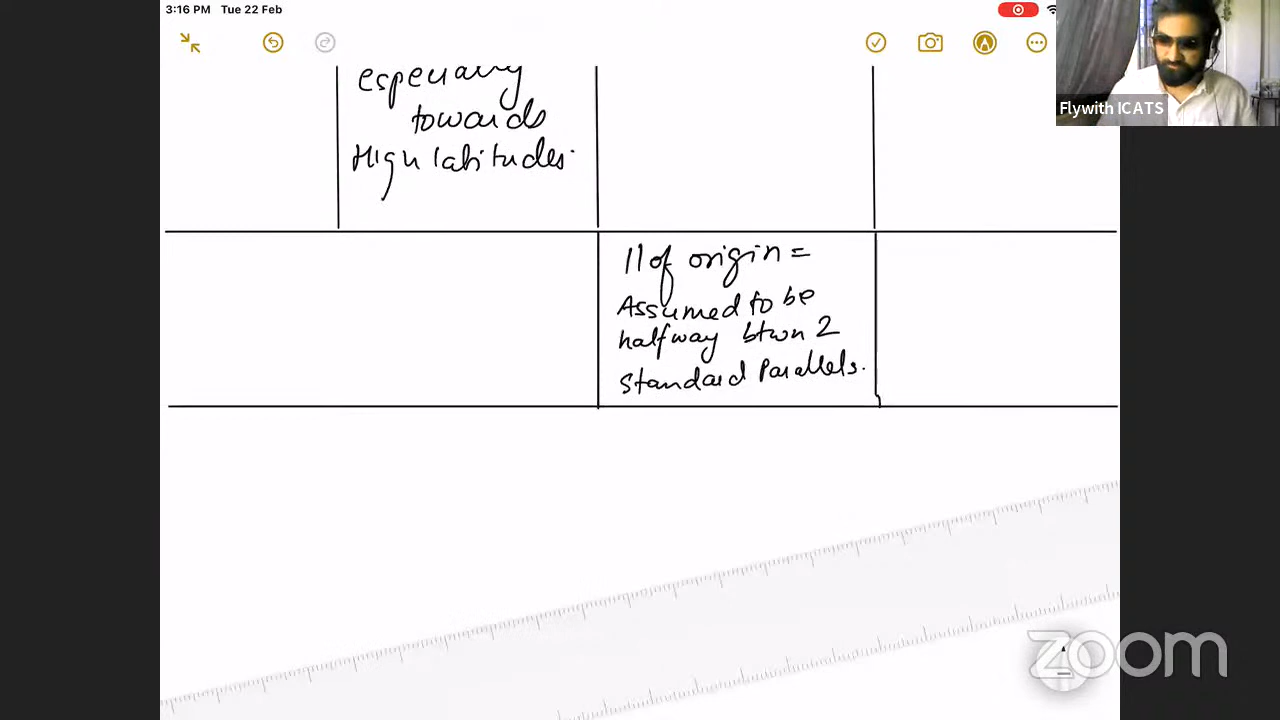 3:16 PM Tue 22 Feb
Flywith ICATS
especially
towards
High latitudes.
11 of origin =
Assumed to be
halfway btwn 2
Standard Parallels.
zoom